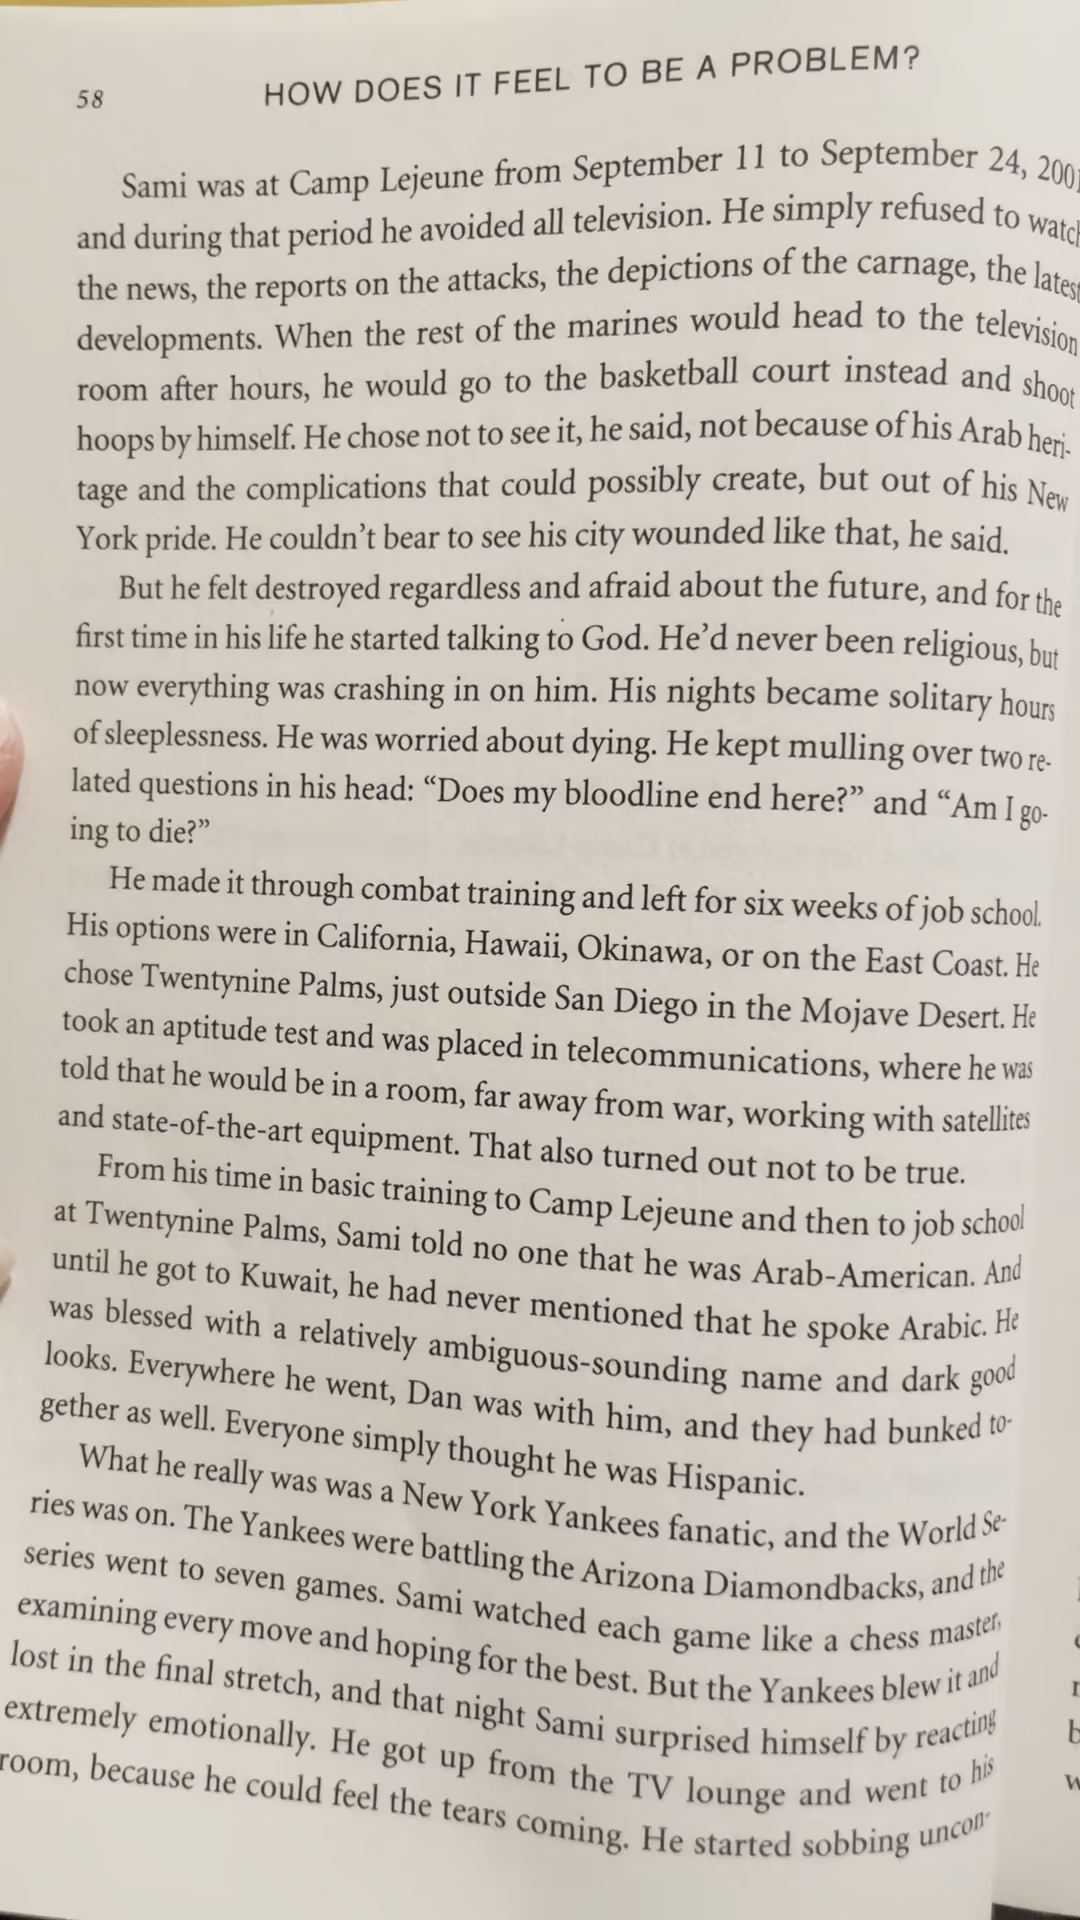 58
HOW DOES IT FEEL TO BE A PROBLEM?
Sami was at Camp Lejeune from September 11 to September 24, 2001
and during that period he avoided all television. He simply refused to watch
the news, the reports on the attacks, the depictions of the carnage, the latest
developments. When the rest of the marines would head to the television
room after hours, he would go to the basketball court instead and shoot
hoops by himself. He chose not to see it, he said, not because of his Arab heri-
tage and the complications that could possibly create, but out of his New
York pride. He couldn’t bear to see his city wounded like that, he said.
But he felt destroyed regardless and afraid about the future, and for the
first time in his life he started talking to God. He’d never been religious, but
now everything was crashing in on him. His nights became solitary hours
of sleeplessness. He was worried about dying. He kept mulling over two re-
lated questions in his head: “Does my bloodline end here?” and “Am I go-
ing to die?”
He made it through combat training and left for six weeks of job school.
His options were in California, Hawaii, Okinawa, or on the East Coast. He
chose Twentynine Palms, just outside San Diego in the Mojave Desert. He
took an aptitude test and was placed in telecommunications, where he was
told that he would be in a room, far away from war, working with satellites
and state-of-the-art equipment. That also turned out not to be true.
From his time in basic training to Camp Lejeune and then to job school
at Twentynine Palms, Sami told no one that he was Arab-American. And
until he got to Kuwait, he had never mentioned that he spoke Arabic. He
was blessed with a relatively ambiguous-sounding name and dark good
looks. Everywhere he went, Dan was with him, and they had bunked to-
gether as well. Everyone simply thought he was Hispanic.
What he really was was a New York Yankees fanatic, and the World Se-
ries was on. The Yankees were battling the Arizona Diamondbacks, and the
series went to seven games. Sami watched each game like a chess master,
examining every move and hoping for the best. But the Yankees blew it and
lost in the final stretch, and that night Sami surprised himself by reacting
extremely emotionally. He got up from the TV lounge and went to his
room, because he could feel the tears coming. He started sobbing uncon-